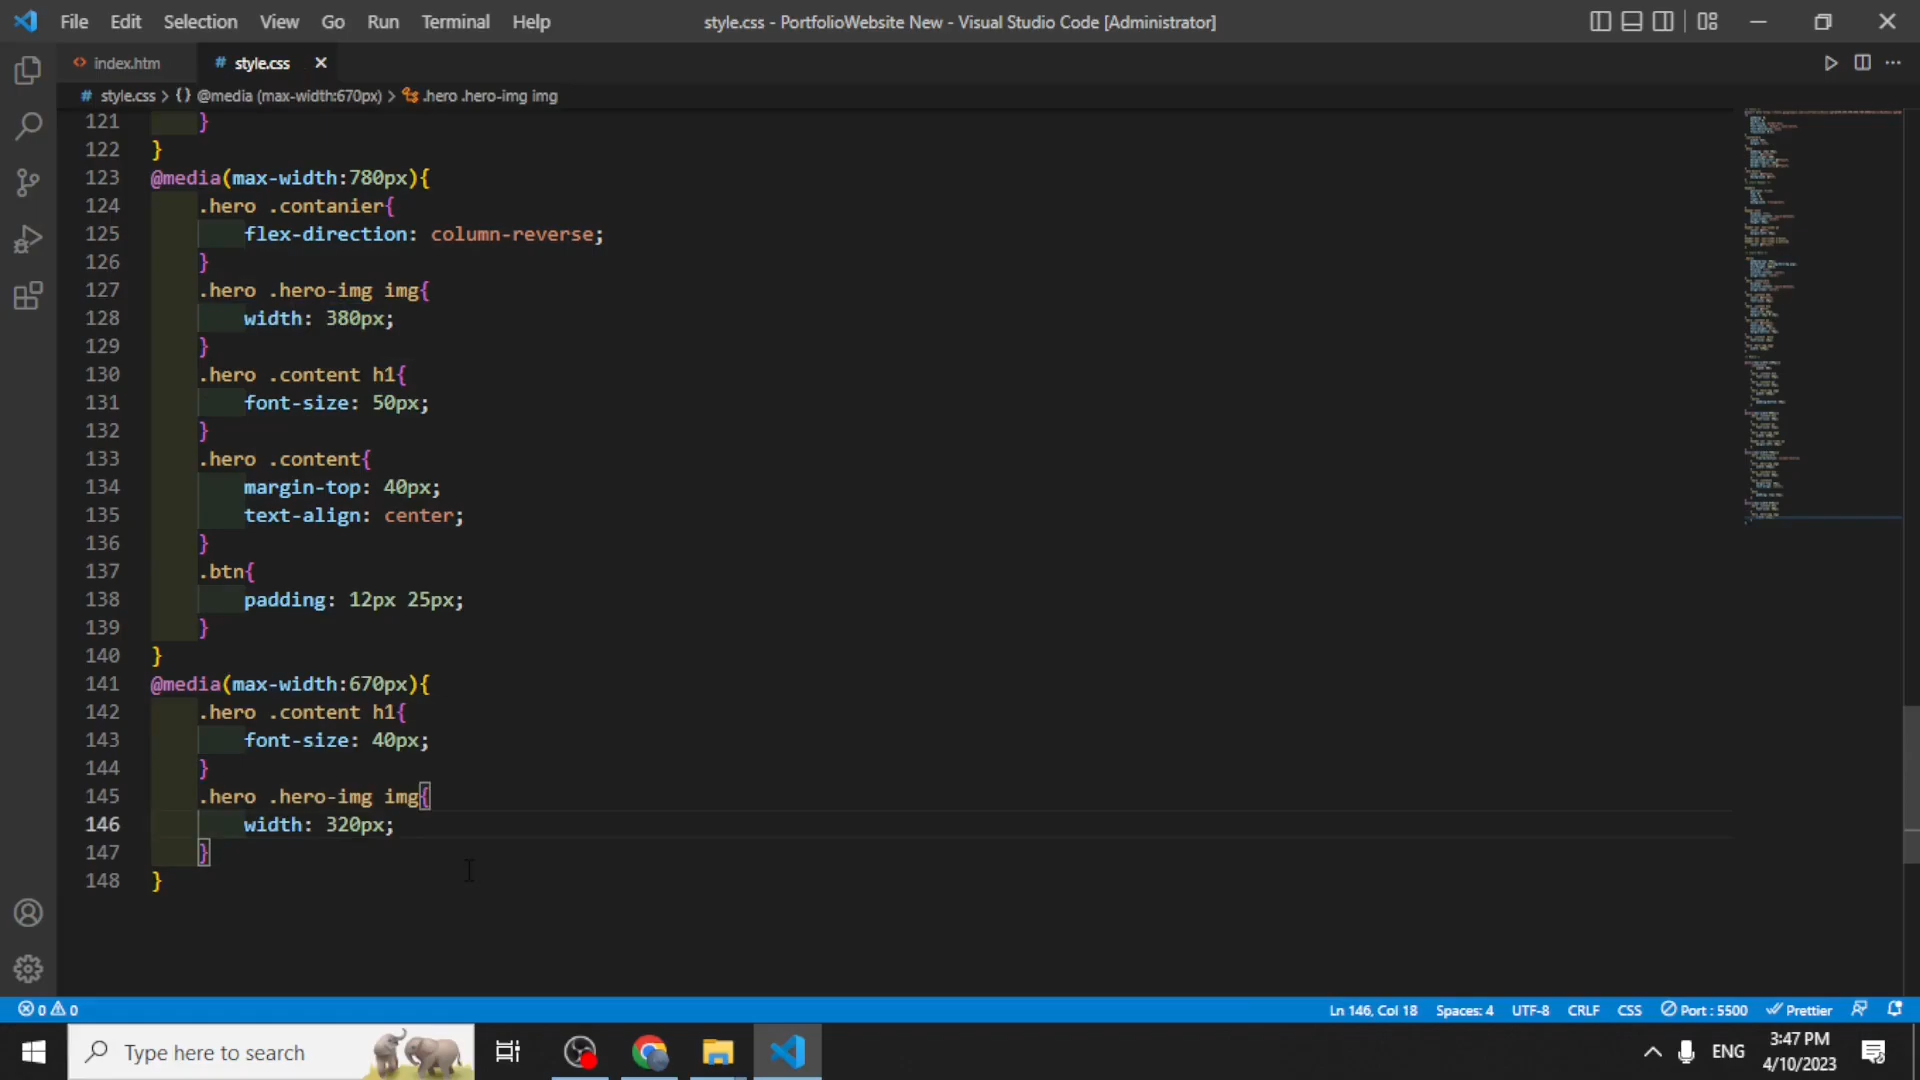 File Edit Selection View Go Run Terminal Help
style.css - PortfolioWebsite New - Visual Studio Code [Administrator]
<> index.htm
# style.css
# style.css > {} @media (max-width:670px) > .hero .hero-img img
121 }
122 }
123 @media(max-width:780px){
124 .hero .contanier{
125 flex-direction: column-reverse;
126 }
127 .hero .hero-img img{
128 width: 380px;
129 }
130 .hero .content h1{
131 font-size: 50px;
132 }
133 .hero .content{
134 margin-top: 40px;
135 text-align: center;
136 }
137 .btn{
138 padding: 12px 25px;
139 }
140 }
141 @media(max-width:670px){
142 .hero .content h1{
143 font-size: 40px;
144 }
145 .hero .hero-img img{
146 width: 320px;
147 }
148 }
0 0
Ln 146, Col 18 Spaces: 4 UTF-8 CRLF CSS Port : 5500 Prettier
Type here to search
ENG
3:47 PM
4/10/2023